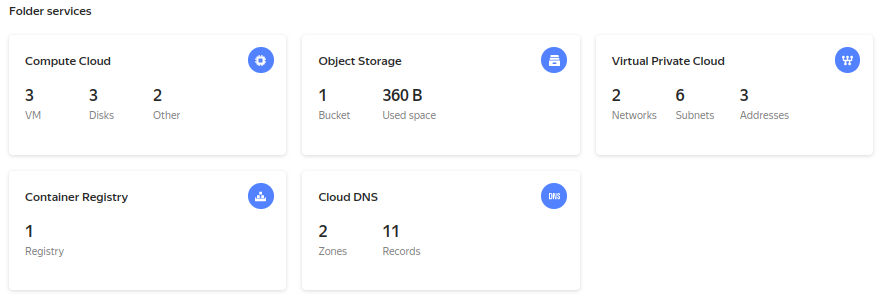 Folder services
Compute Cloud
3 3 2
VM Disks Other
Object Storage
1 360 B
Bucket Used space
Virtual Private Cloud
2 6 3
Networks Subnets Addresses
Container Registry
1
Registry
Cloud DNS
DNS
2 11
Zones Records